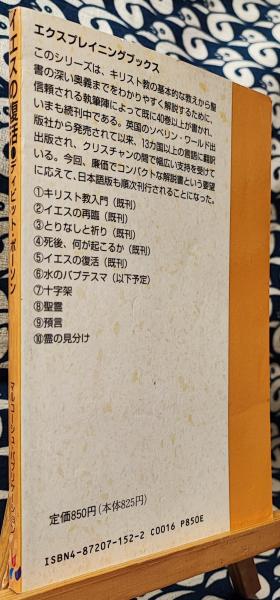 エクスプレイニングブックス
このシリーズは、キリスト教の基本的な教えから聖
書の深い奥義までをわかりやすく解説するために、
信頼される執筆陣によって既に40巻以上が書かれ、
いまも続刊中である。英国のソベリン・ワールド出
版社から発売されて以来、13カ国以上の言語に翻訳
出版され、クリスチャンの間で幅広い支持を受けて
いる。今回、廉価でコンパクトな解説書という要望
に応えて、日本語版も順次刊行されることになった。
①キリスト教入門（既刊）
②イエスの再臨（既刊）
③とりなしと祈り（既刊）
④死後、何が起こるか（既刊）
⑤イエスの復活（既刊）
⑥水のバプテスマ（以下予定）
⑦十字架
⑧聖霊
⑨預言
⑩霊の見分け
定価850円（本体825円）
ISBN4-87207-152-2 C0016 P850E
イエスの復活